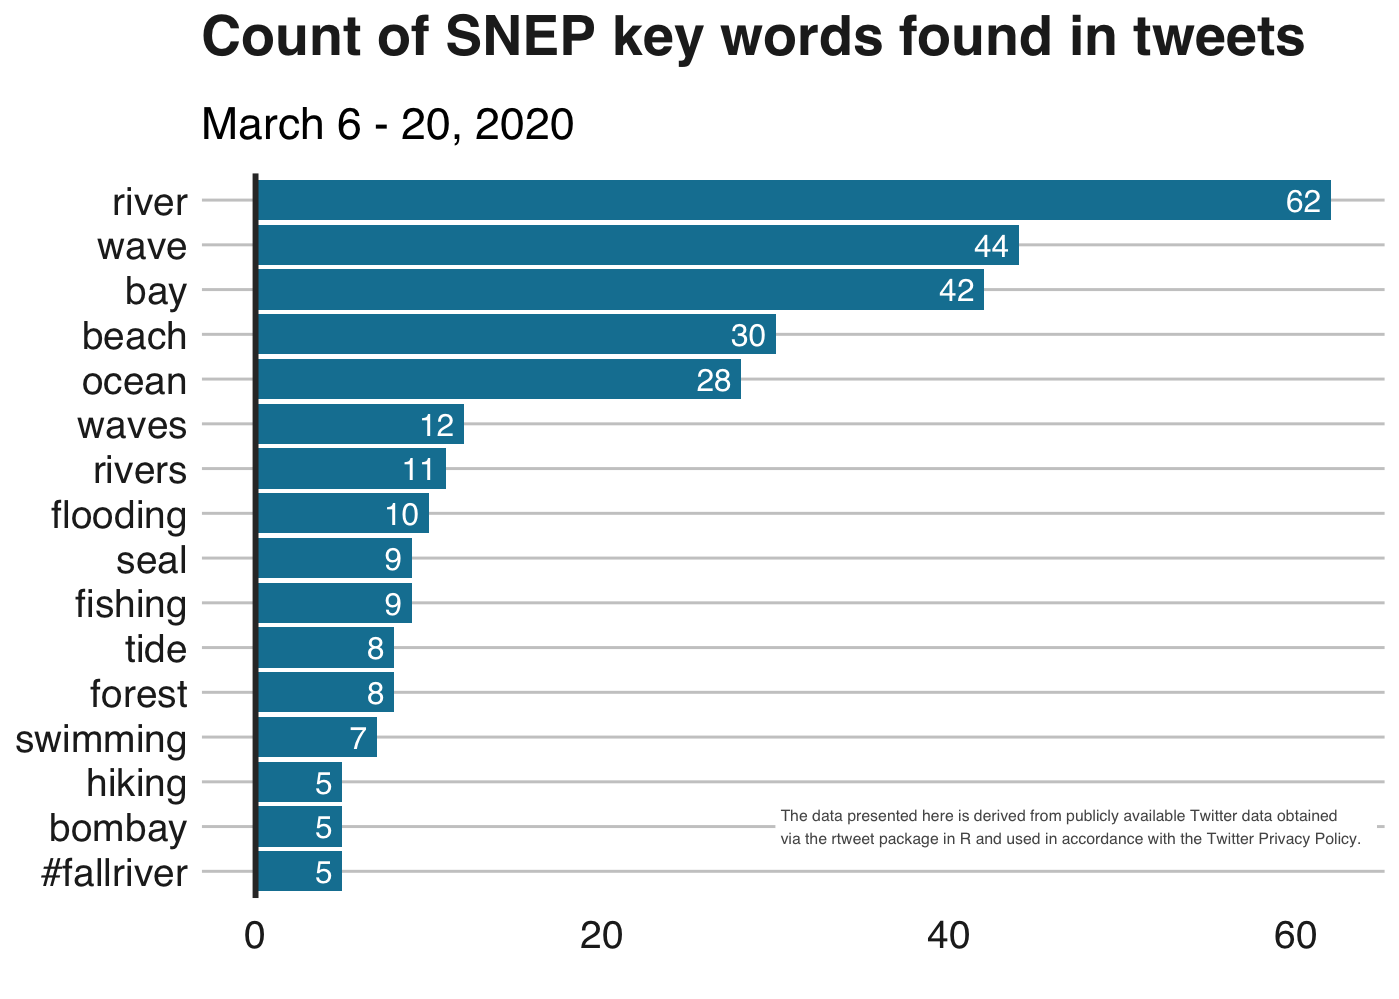 Count of SNEP key words found in tweets
March 6 - 20, 2020
river 62
wave 44
bay 42
beach 30
ocean 28
waves 12
rivers 11
flooding 10
seal 9
fishing 9
tide 8
forest 8
swimming 7
hiking 5
bombay 5
The data presented here is derived from publicly available Twitter data obtained
via the rtweet package in R and used in accordance with the Twitter Privacy Policy.
#fallriver 5
0 20 40 60